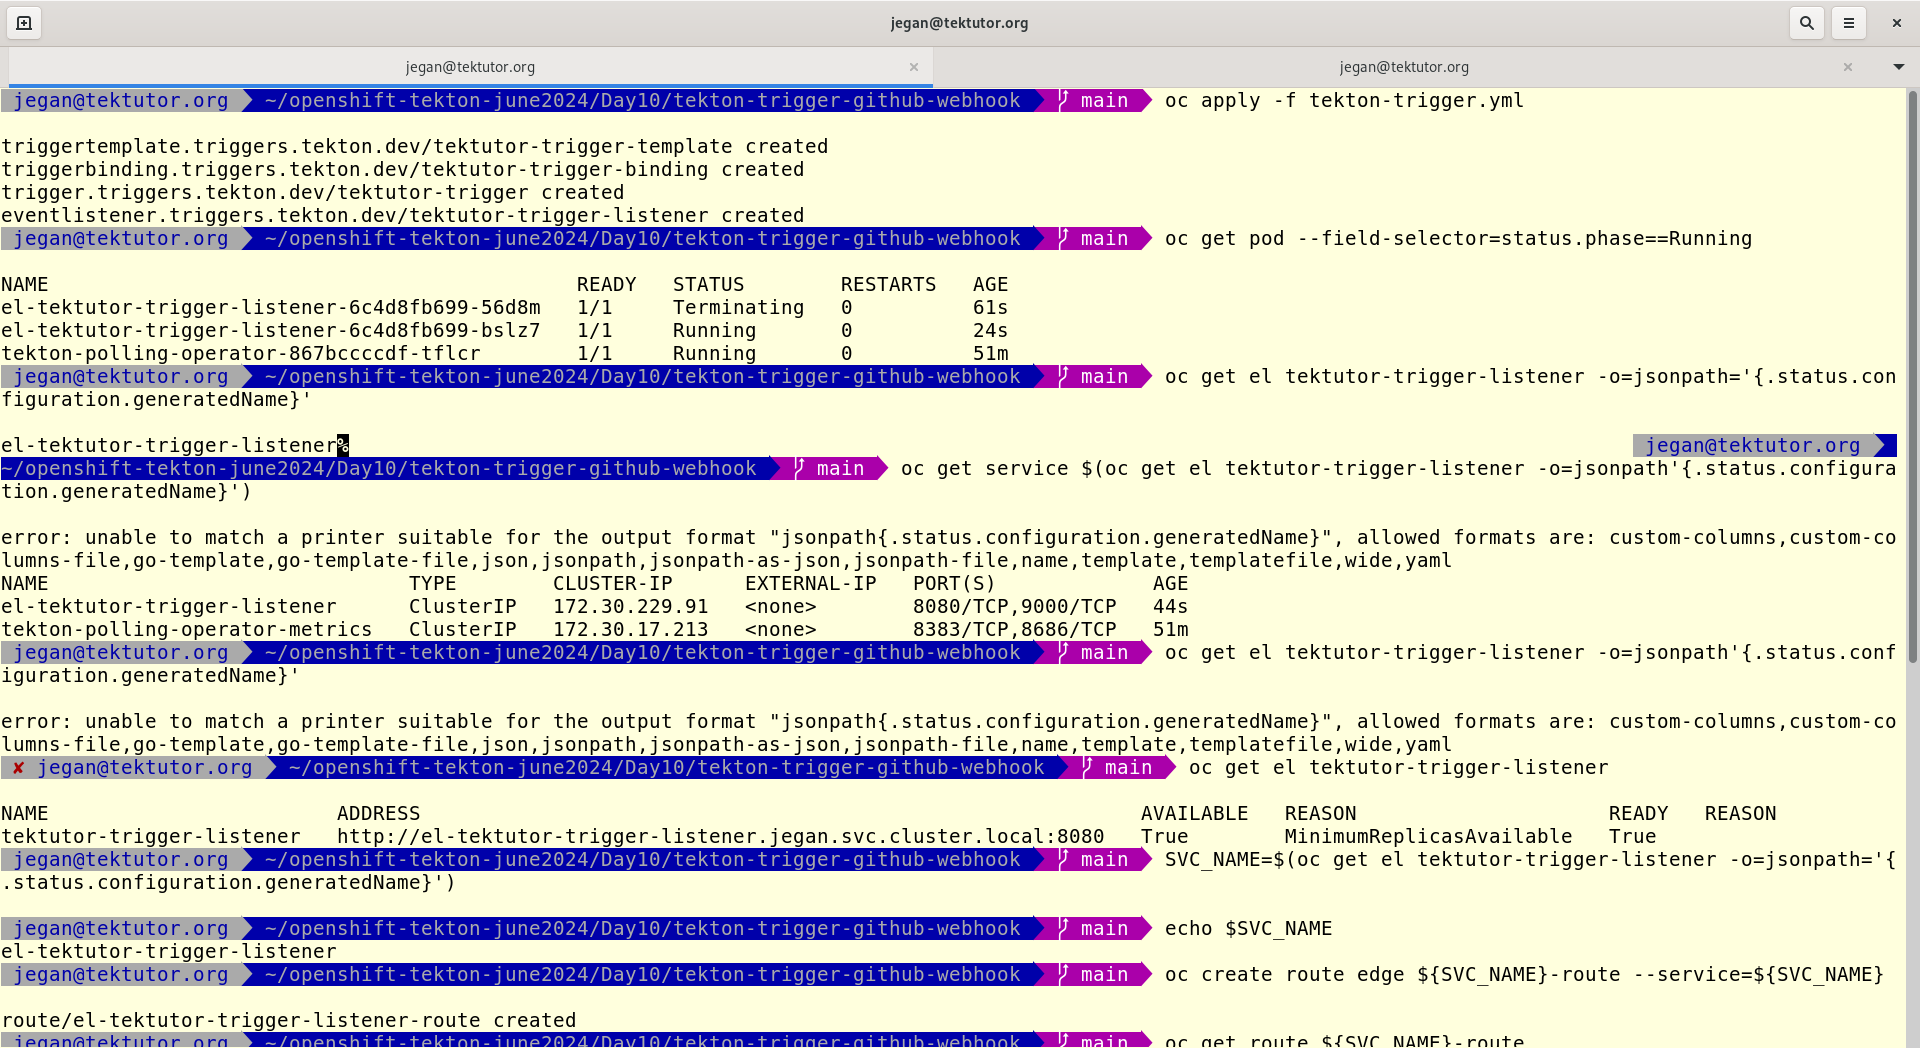 jegan@tektutor.org
jegan@tektutor.org jegan@tektutor.org
jegan@tektutor.org ~/openshift-tekton-june2024/Day10/tekton-trigger-github-webhook main oc apply -f tekton-trigger.yml
triggertemplate.triggers.tekton.dev/tektutor-trigger-template created
triggerbinding.triggers.tekton.dev/tektutor-trigger-binding created
trigger.triggers.tekton.dev/tektutor-trigger created
eventlistener.triggers.tekton.dev/tektutor-trigger-listener created
jegan@tektutor.org ~/openshift-tekton-june2024/Day10/tekton-trigger-github-webhook main oc get pod --field-selector=status.phase==Running
NAME READY STATUS RESTARTS AGE
el-tektutor-trigger-listener-6c4d8fb699-56d8m 1/1 Terminating 0 61s
el-tektutor-trigger-listener-6c4d8fb699-bslz7 1/1 Running 0 24s
tekton-polling-operator-867bccccdf-tflcr 1/1 Running 0 51m
jegan@tektutor.org ~/openshift-tekton-june2024/Day10/tekton-trigger-github-webhook main oc get el tektutor-trigger-listener -o=jsonpath='{.status.con
figuration.generatedName}'
el-tektutor-trigger-listener% jegan@tektutor.org
~/openshift-tekton-june2024/Day10/tekton-trigger-github-webhook main oc get service $(oc get el tektutor-trigger-listener -o=jsonpath'{.status.configura
tion.generatedName}')
error: unable to match a printer suitable for the output format "jsonpath{.status.configuration.generatedName}", allowed formats are: custom-columns,custom-co
lumns-file,go-template,go-template-file,json,jsonpath,jsonpath-as-json,jsonpath-file,name,template,templatefile,wide,yaml
NAME TYPE CLUSTER-IP EXTERNAL-IP PORT(S) AGE
el-tektutor-trigger-listener ClusterIP 172.30.229.91 <none> 8080/TCP,9000/TCP 44s
tekton-polling-operator-metrics ClusterIP 172.30.17.213 <none> 8383/TCP,8686/TCP 51m
jegan@tektutor.org ~/openshift-tekton-june2024/Day10/tekton-trigger-github-webhook main oc get el tektutor-trigger-listener -o=jsonpath'{.status.conf
iguration.generatedName}'
error: unable to match a printer suitable for the output format "jsonpath{.status.configuration.generatedName}", allowed formats are: custom-columns,custom-co
lumns-file,go-template,go-template-file,json,jsonpath,jsonpath-as-json,jsonpath-file,name,template,templatefile,wide,yaml
✘ jegan@tektutor.org ~/openshift-tekton-june2024/Day10/tekton-trigger-github-webhook main oc get el tektutor-trigger-listener
NAME ADDRESS AVAILABLE REASON READY REASON
tektutor-trigger-listener http://el-tektutor-trigger-listener.jegan.svc.cluster.local:8080 True MinimumReplicasAvailable True
jegan@tektutor.org ~/openshift-tekton-june2024/Day10/tekton-trigger-github-webhook main SVC_NAME=$(oc get el tektutor-trigger-listener -o=jsonpath='{
.status.configuration.generatedName}')
jegan@tektutor.org ~/openshift-tekton-june2024/Day10/tekton-trigger-github-webhook main echo $SVC_NAME
el-tektutor-trigger-listener
jegan@tektutor.org ~/openshift-tekton-june2024/Day10/tekton-trigger-github-webhook main oc create route edge ${SVC_NAME}-route --service=${SVC_NAME}
route/el-tektutor-trigger-listener-route created
jegan@tektutor.org ~/openshift-tekton-june2024/Day10/tekton-trigger-github-webhook main oc get route ${SVC_NAME}-route